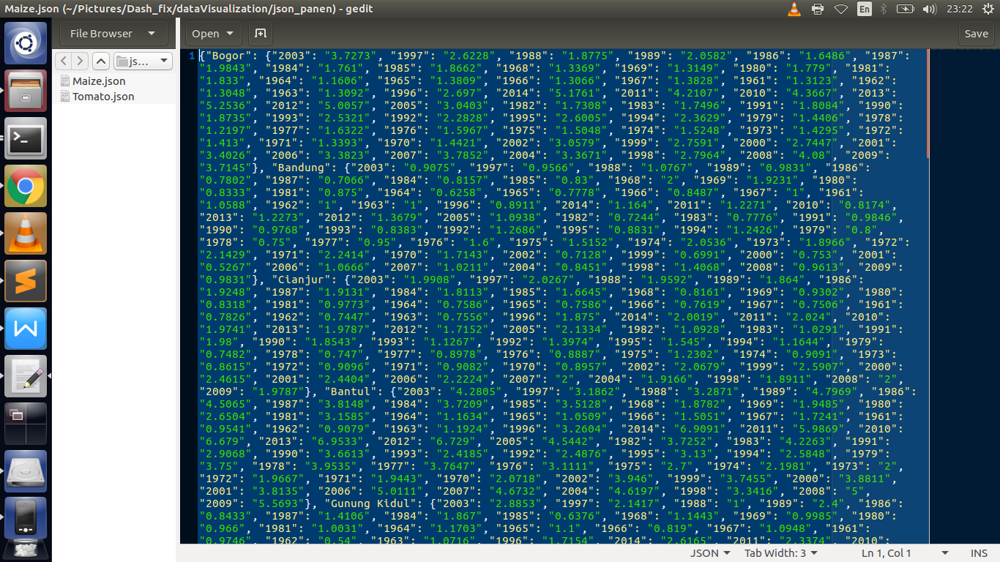 Maize.json (~/Pictures/Dash_fix/dataVisualization/json_panen) - gedit
En
23:22
File Browser
Open
Save
js...
Maize.json
Tomato.json
1
{"Bogor": {"2003": "3.7273", "1997": "2.6228", "1988": "1.8775", "1989": "2.0582", "1986": "1.6486", "1987":
"1.9843", "1984": "1.761", "1985": "1.8662", "1968": "1.3369", "1969": "1.3149", "1980": "1.779", "1981":
"1.833", "1964": "1.1606", "1965": "1.3809", "1966": "1.3066", "1967": "1.3828", "1961": "1.3123", "1962":
"1.3048", "1963": "1.3092", "1996": "2.697", "2014": "5.1761", "2011": "4.2107", "2010": "4.3667", "2013":
"5.2536", "2012": "5.0057", "2005": "3.0403", "1982": "1.7308", "1983": "1.7496", "1991": "1.8084", "1990":
"1.8735", "1993": "2.5321", "1992": "2.2828", "1995": "2.6005", "1994": "2.3629", "1979": "1.4406", "1978":
"1.2197", "1977": "1.6322", "1976": "1.5967", "1975": "1.5048", "1974": "1.5248", "1973": "1.4295", "1972":
"1.413", "1971": "1.3393", "1970": "1.4421", "2002": "3.0579", "1999": "2.7591", "2000": "2.7447", "2001":
"3.4026", "2006": "3.3823", "2007": "3.7852", "2004": "3.3671", "1998": "2.7964", "2008": "4.08", "2009":
"3.7145"}, "Bandung": {"2003": "0.9075", "1997": "0.9566", "1988": "1.0767", "1989": "0.9831", "1986":
"0.7802", "1987": "0.7066", "1984": "0.8157", "1985": "0.83", "1968": "2", "1969": "1.9231", "1980":
"0.8333", "1981": "0.875", "1964": "0.6258", "1965": "0.7778", "1966": "0.8487", "1967": "1", "1961":
"1.0588", "1962": "1", "1963": "1", "1996": "0.8911", "2014": "1.164", "2011": "1.2271", "2010": "0.8174",
"2013": "1.2273", "2012": "1.3679", "2005": "1.0938", "1982": "0.7244", "1983": "0.7776", "1991": "0.9846",
"1990": "0.9768", "1993": "0.8383", "1992": "1.2686", "1995": "0.8831", "1994": "1.2426", "1979": "0.8",
"1978": "0.75", "1977": "0.95", "1976": "1.6", "1975": "1.5152", "1974": "2.0536", "1973": "1.8966", "1972":
"2.1429", "1971": "2.2414", "1970": "1.7143", "2002": "0.7128", "1999": "0.6991", "2000": "0.753", "2001":
"0.5267", "2006": "1.0666", "2007": "1.0211", "2004": "0.8451", "1998": "1.4068", "2008": "0.9613", "2009":
"0.9831"}, "Cianjur": {"2003": "1.9908", "1997": "2.0267", "1988": "1.9592", "1989": "1.864", "1986":
"1.9248", "1987": "1.9131", "1984": "1.8113", "1985": "1.6645", "1968": "0.8161", "1969": "0.9302", "1980":
"0.8318", "1981": "0.9773", "1964": "0.7586", "1965": "0.7586", "1966": "0.7619", "1967": "0.7506", "1961":
"0.7826", "1962": "0.7447", "1963": "0.7556", "1996": "1.875", "2014": "2.0019", "2011": "2.024", "2010":
"1.9741", "2013": "1.9787", "2012": "1.7152", "2005": "2.1334", "1982": "1.0928", "1983": "1.0291", "1991":
"1.98", "1990": "1.8543", "1993": "1.1267", "1992": "1.3974", "1995": "1.545", "1994": "1.1644", "1979":
"0.7482", "1978": "0.747", "1977": "0.8978", "1976": "0.8887", "1975": "1.2302", "1974": "0.9091", "1973":
"0.8615", "1972": "0.9096", "1971": "0.9082", "1970": "0.8957", "2002": "2.0679", "1999": "2.5907", "2000":
"2.4615", "2001": "2.4404", "2006": "2.2224", "2007": "2", "2004": "1.9166", "1998": "1.8911", "2008": "2",
"2009": "1.9787"}, "Bantul": {"2003": "4.2805", "1997": "3.1862", "1988": "3.2871", "1989": "4.7969", "1986":
"4.5065", "1987": "3.8148", "1984": "3.7209", "1985": "3.5128", "1968": "1.8782", "1969": "1.9485", "1980":
"2.6504", "1981": "3.1585", "1964": "1.1634", "1965": "1.0509", "1966": "1.5051", "1967": "1.7241", "1961":
"0.9541", "1962": "0.9079", "1963": "1.1924", "1996": "3.2604", "2014": "6.9091", "2011": "5.9869", "2010":
"6.679", "2013": "6.9533", "2012": "6.729", "2005": "4.5442", "1982": "3.7252", "1983": "4.2263", "1991":
"2.9068", "1990": "3.6613", "1993": "2.4185", "1992": "2.4876", "1995": "3.13", "1994": "2.5848", "1979":
"3.75", "1978": "3.9535", "1977": "3.7647", "1976": "3.1111", "1975": "2.7", "1974": "2.1981", "1973": "2",
"1972": "1.9667", "1971": "1.9443", "1970": "2.0718", "2002": "3.946", "1999": "3.7455", "2000": "3.8811",
"2001": "3.8135", "2006": "5.0111", "2007": "4.6732", "2004": "4.6197", "1998": "3.3416", "2008": "5",
"2009": "5.5693"}, "Gunung Kidul": {"2003": "2.8853", "1997": "2.1417", "1988": "1", "1989": "2.4", "1986":
"0.8433", "1987": "1.4106", "1984": "1.867", "1985": "0.6376", "1968": "1.1443", "1969": "0.9985", "1980":
"0.966", "1981": "1.0031", "1964": "1.1703", "1965": "1.1", "1966": "0.819", "1967": "1.0948", "1961":
"0.9746", "1962": "0.54", "1963": "1.0716", "1996": "1.7154", "2014": "2.6165", "2011": "2.3374", "2010":
JSON
Tab Width: 3
Ln 1, Col 1
INS